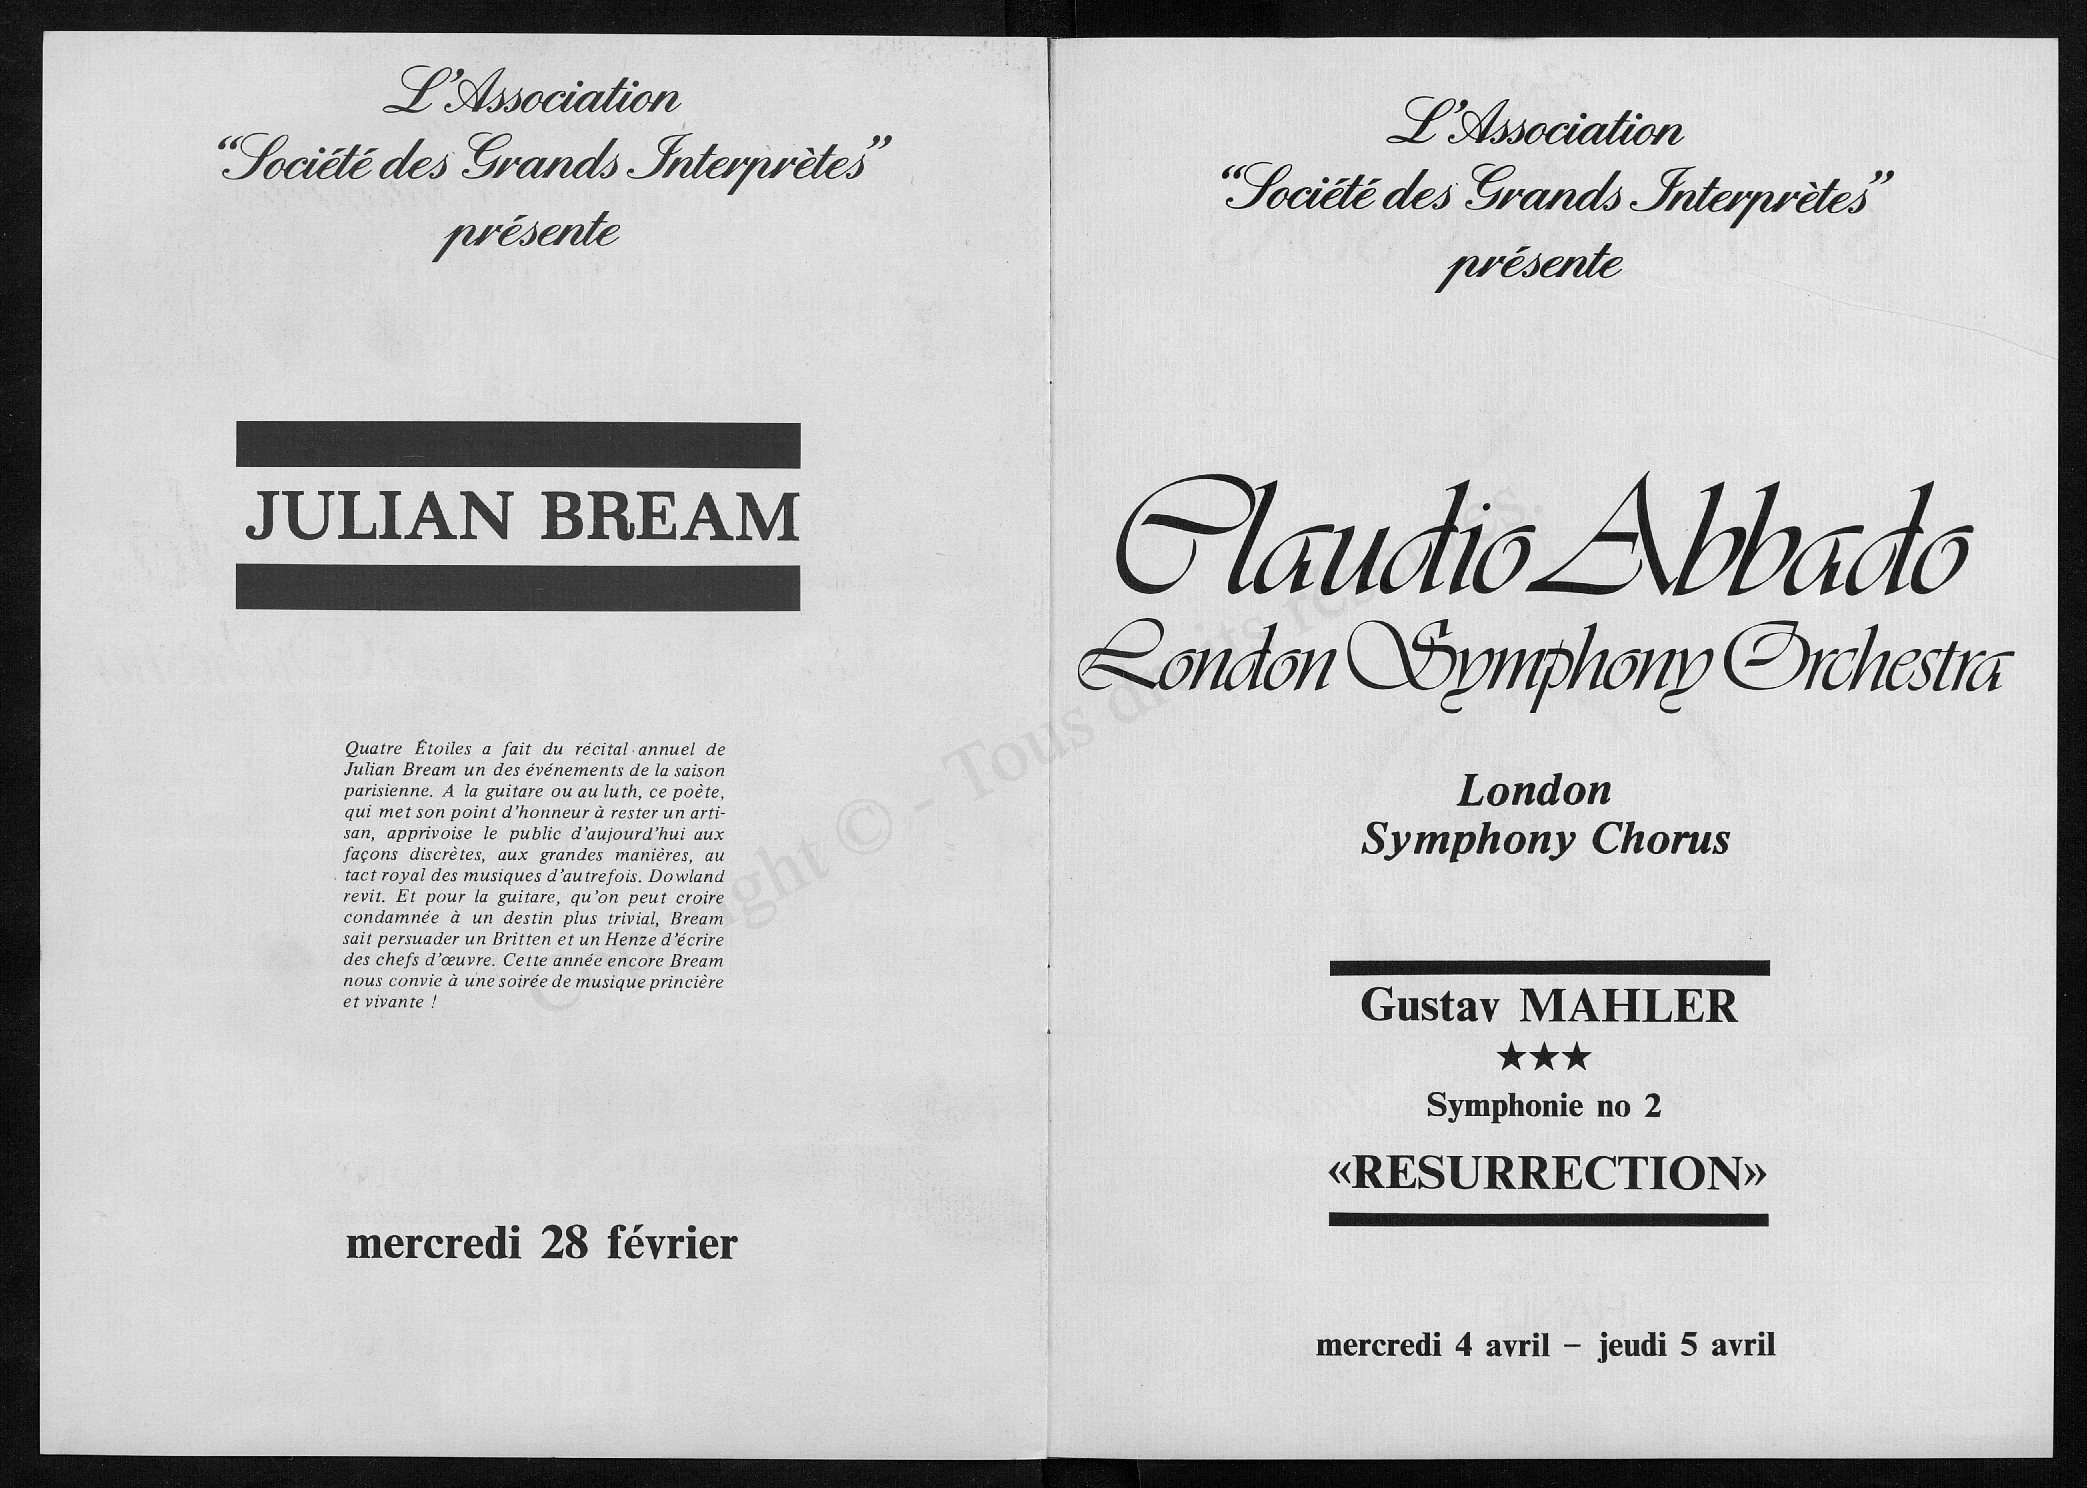 L'Association
“Société des Grands Interprètes”
présente
JULIAN BREAM
Quatre Étoiles a fait du récital annuel de
Julian Bream un des événements de la saison
parisienne. A la guitare ou au luth, ce poète,
qui met son point d'honneur à rester un arti-
san, apprivoise le public d'aujourd'hui aux
façons discrètes, aux grandes manières, au
tact royal des musiques d'autrefois. Dowland
revit. Et pour la guitare, qu'on peut croire
condamnée à un destin plus trivial, Bream
sait persuader un Britten et un Henze d'écrire
des chefs d'œuvre. Cette année encore Bream
nous convie à une soirée de musique princière
et vivante !
mercredi 28 février
L'Association
“Société des Grands Interprètes”
présente
Claudio Abbado
London Symphony Orchestra
London
Symphony Chorus
Gustav MAHLER
★★★
Symphonie no 2
«RESURRECTION»
mercredi 4 avril – jeudi 5 avril
Copyright © - Tous droits réservés.